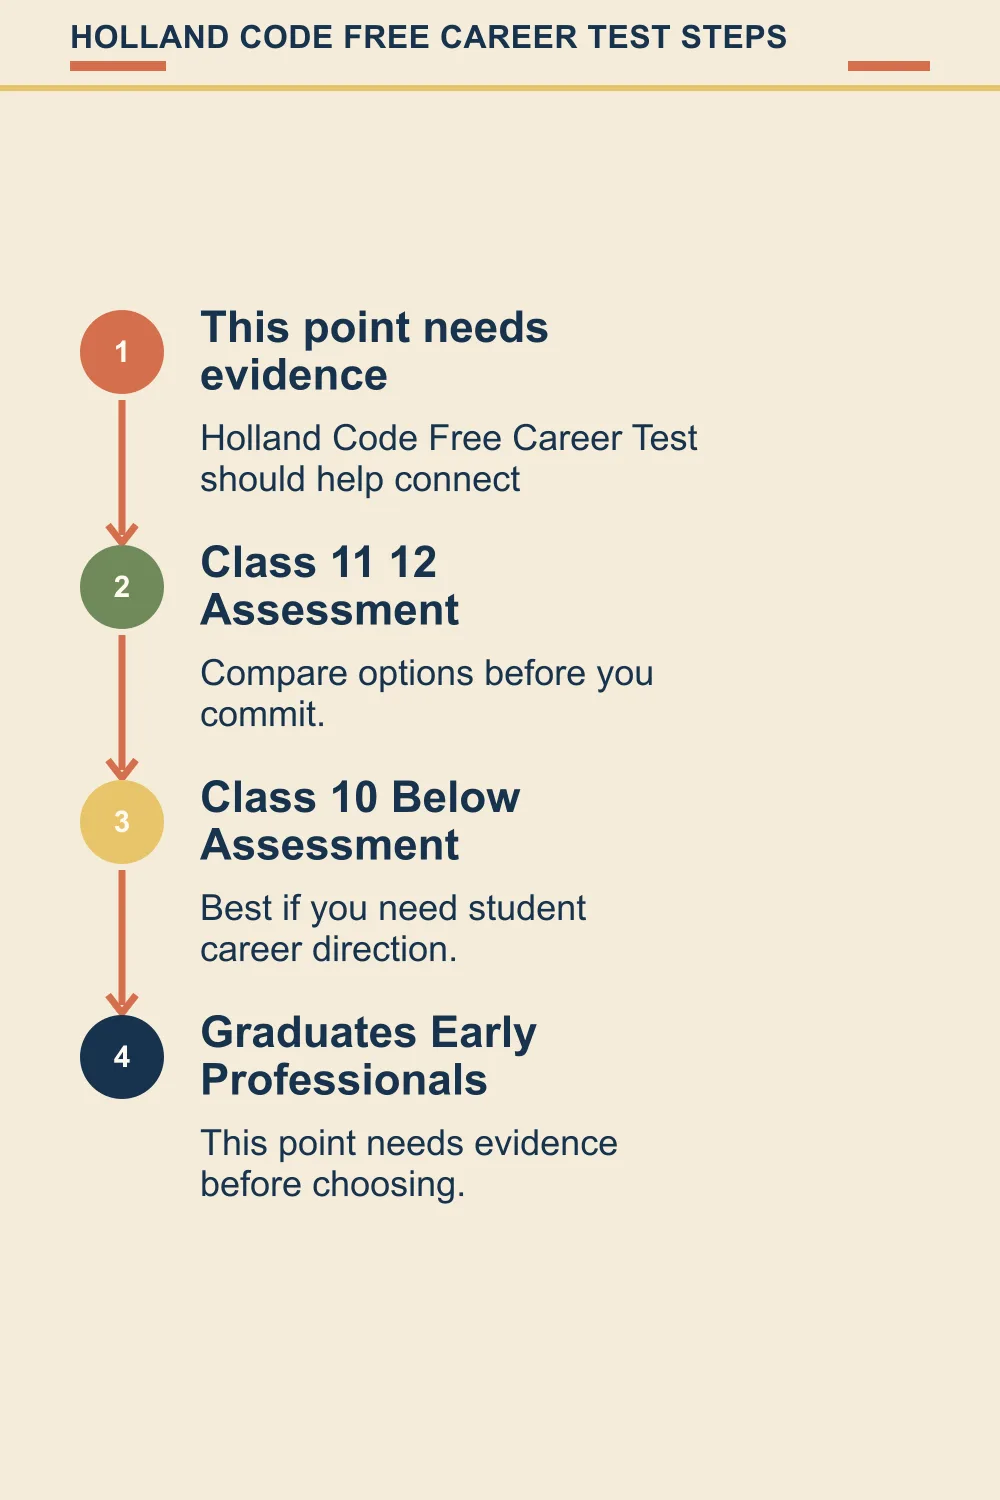 HOLLAND CODE FREE CAREER TEST STEPS
1
This point needs
evidence
Holland Code Free Career Test
should help connect
2
Class 11 12
Assessment
Compare options before you
commit.
3
Class 10 Below
Assessment
Best if you need student
career direction.
4
Graduates Early
Professionals
This point needs evidence
before choosing.